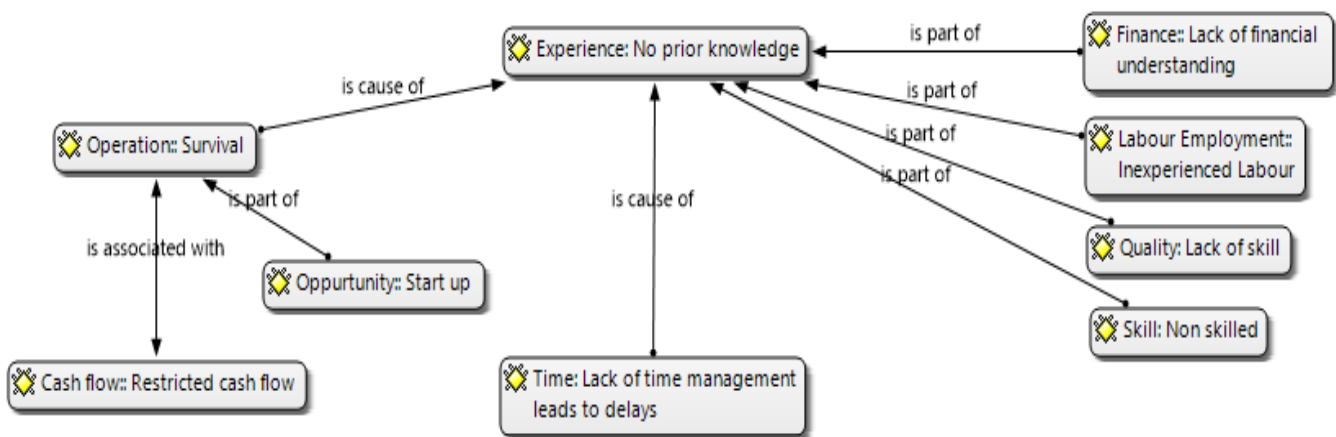 is part of
Finance:: Lack of financial
understanding
Experience: No prior knowledge
is cause of
is part of
Operation:: Survival
Labour Employment::
Inexperienced Labour
is part of
is part of
is part of
is cause of
is associated with
Quality: Lack of skill
Oppurtunity:: Start up
Skill: Non skilled
Cash flow:: Restricted cash flow
Time: Lack of time management
leads to delays